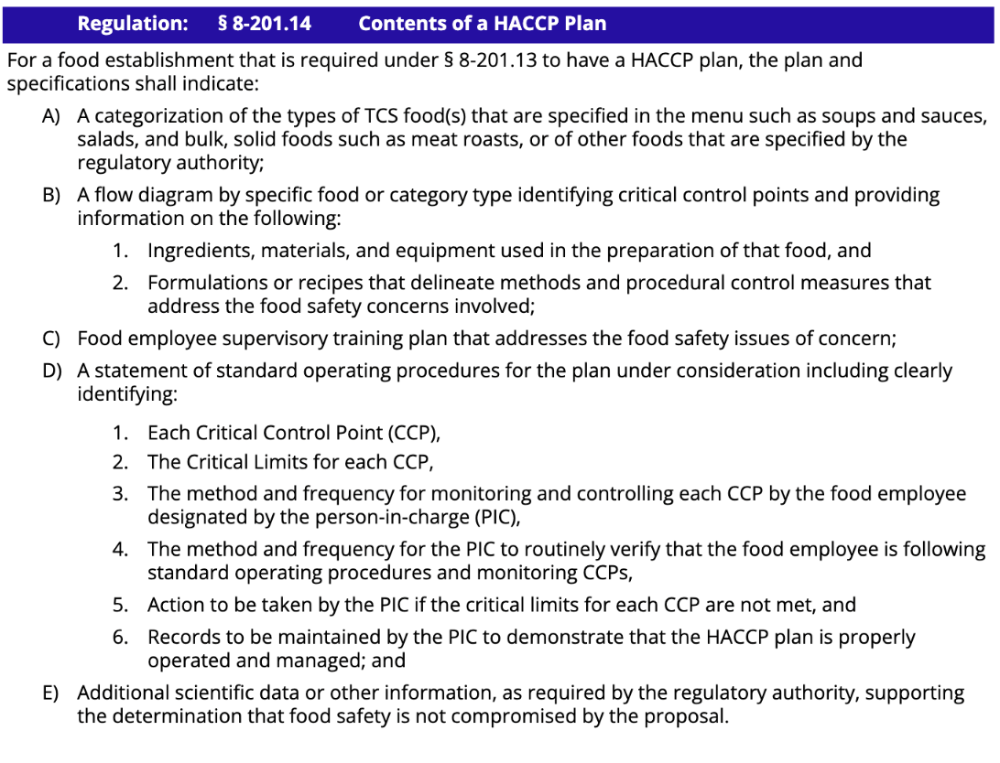 Regulation: § 8-201.14 Contents of a HACCP Plan
For a food establishment that is required under § 8-201.13 to have a HACCP plan, the plan and
specifications shall indicate:
A) A categorization of the types of TCS food(s) that are specified in the menu such as soups and sauces,
salads, and bulk, solid foods such as meat roasts, or of other foods that are specified by the
regulatory authority;
B) A flow diagram by specific food or category type identifying critical control points and providing
information on the following:
1. Ingredients, materials, and equipment used in the preparation of that food, and
2. Formulations or recipes that delineate methods and procedural control measures that
address the food safety concerns involved;
C) Food employee supervisory training plan that addresses the food safety issues of concern;
D) A statement of standard operating procedures for the plan under consideration including clearly
identifying:
1. Each Critical Control Point (CCP),
2. The Critical Limits for each CCP,
3. The method and frequency for monitoring and controlling each CCP by the food employee
designated by the person-in-charge (PIC),
4. The method and frequency for the PIC to routinely verify that the food employee is following
standard operating procedures and monitoring CCPs,
5. Action to be taken by the PIC if the critical limits for each CCP are not met, and
6. Records to be maintained by the PIC to demonstrate that the HACCP plan is properly
operated and managed; and
E) Additional scientific data or other information, as required by the regulatory authority, supporting
the determination that food safety is not compromised by the proposal.